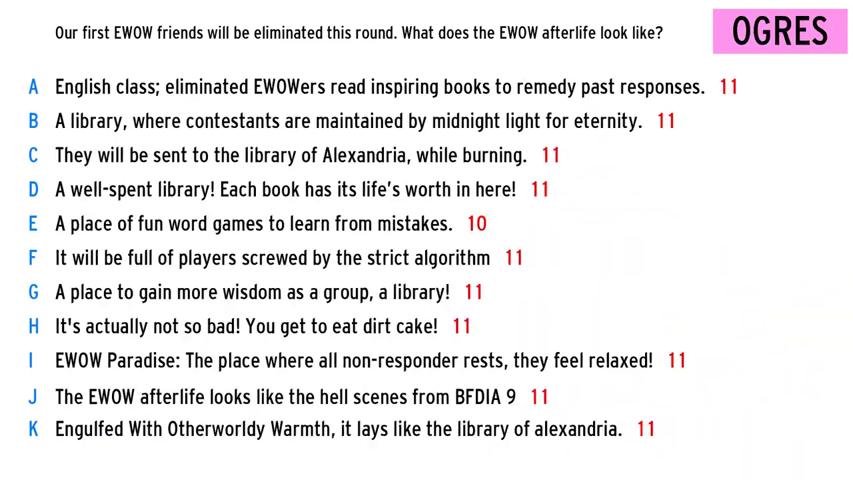 Our first EWOW friends will be eliminated this round. What does the EWOW afterlife look like?
OGRES
A English class; eliminated EWOWers read inspiring books to remedy past responses. 11
B A library, where contestants are maintained by midnight light for eternity. 11
C They will be sent to the library of Alexandria, while burning. 11
D A well-spent library! Each book has its life's worth in here! 11
E A place of fun word games to learn from mistakes. 10
F It will be full of players screwed by the strict algorithm 11
G A place to gain more wisdom as a group, a library! 11
H It's actually not so bad! You get to eat dirt cake! 11
I EWOW Paradise: The place where all non-responder rests, they feel relaxed! 11
J The EWOW afterlife looks like the hell scenes from BFDIA 9 11
K Engulfed With Otherworldy Warmth, it lays like the library of alexandria. 11